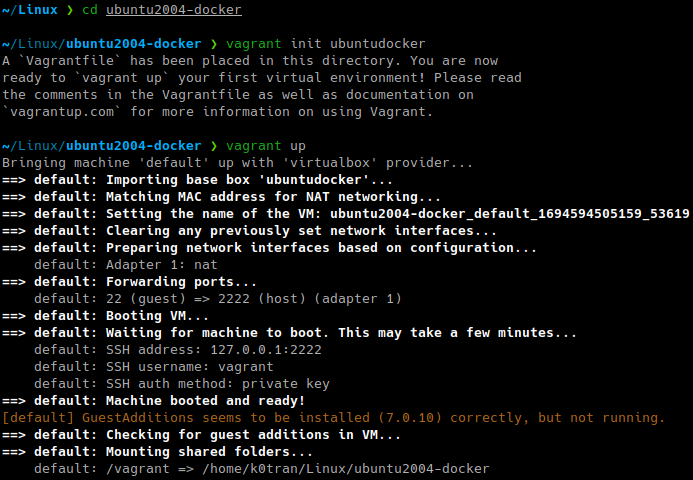 ~/Linux ❯ cd ubuntu2004-docker
~/Linux/ubuntu2004-docker ❯ vagrant init ubuntudocker
A `Vagrantfile` has been placed in this directory. You are now
ready to `vagrant up` your first virtual environment! Please read
the comments in the Vagrantfile as well as documentation on
`vagrantup.com` for more information on using Vagrant.
~/Linux/ubuntu2004-docker ❯ vagrant up
Bringing machine 'default' up with 'virtualbox' provider...
==> default: Importing base box 'ubuntudocker'...
==> default: Matching MAC address for NAT networking...
==> default: Setting the name of the VM: ubuntu2004-docker_default_1694594505159_53619
==> default: Clearing any previously set network interfaces...
==> default: Preparing network interfaces based on configuration...
    default: Adapter 1: nat
==> default: Forwarding ports...
    default: 22 (guest) => 2222 (host) (adapter 1)
==> default: Booting VM...
==> default: Waiting for machine to boot. This may take a few minutes...
    default: SSH address: 127.0.0.1:2222
    default: SSH username: vagrant
    default: SSH auth method: private key
==> default: Machine booted and ready!
[default] GuestAdditions seems to be installed (7.0.10) correctly, but not running.
==> default: Checking for guest additions in VM...
==> default: Mounting shared folders...
    default: /vagrant => /home/k0tran/Linux/ubuntu2004-docker